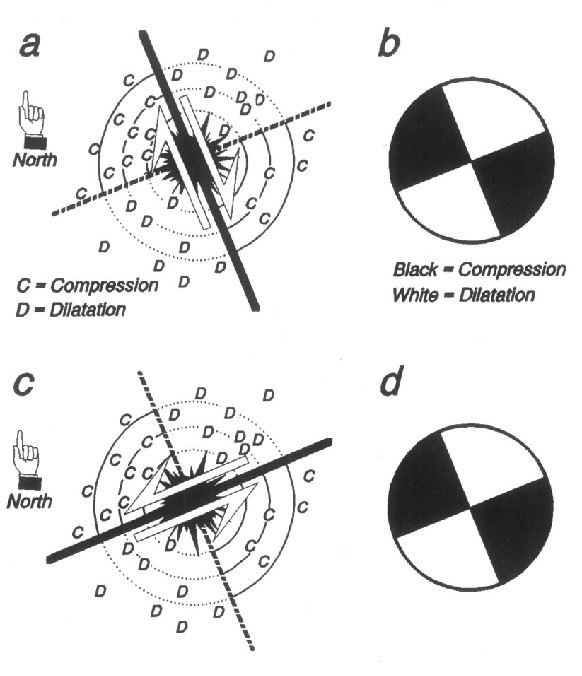 a
D D
C D D
C D D D
C D
North
C C D C
C C C C
C C
D C
D D C
D D
D D
D
C = Compression
D = Dilatation
b
Black = Compression
White = Dilatation
c
D D
C D D
C D D D
C C D
North
C C C
C C C
D D C
D C
D
D D
D
d